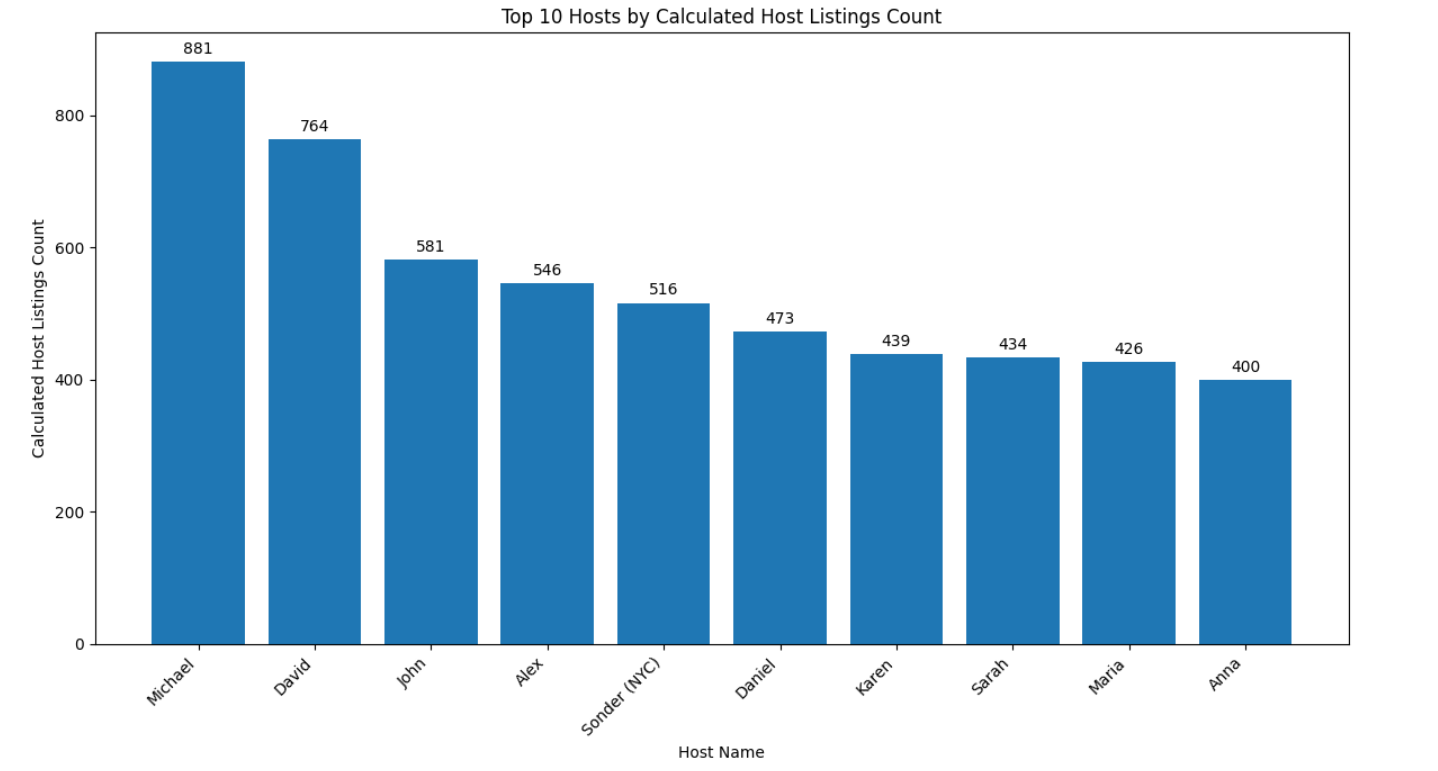 Top 10 Hosts by Calculated Host Listings Count
Calculated Host Listings Count
800
600
400
200
0
881
764
581
546
516
473
439
434
426
400
Michael
David
John
Alex
Sonder (NYC)
Daniel
Karen
Sarah
Maria
Anna
Host Name